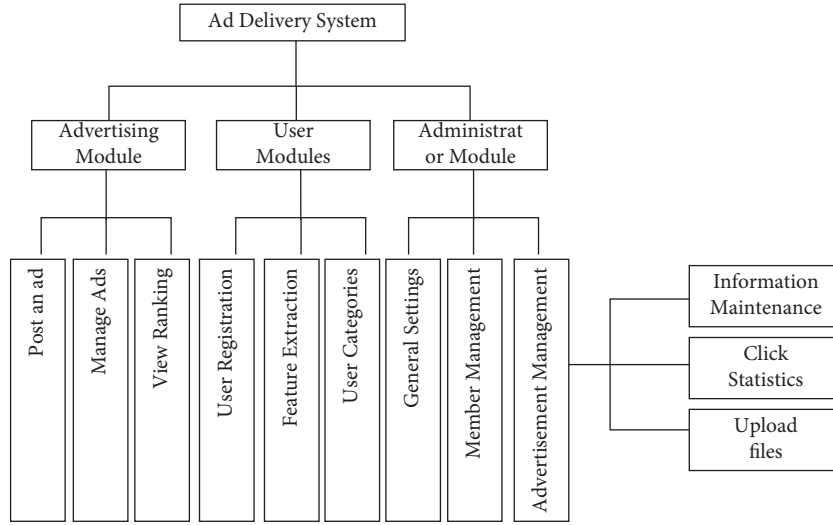 Ad Delivery System
Advertising
Module
User
Modules
Administrat
or Module
Post an ad
Manage Ads
View Ranking
User Registration
Feature Extraction
User Categories
General Settings
Member Management
Advertisement Management
Information
Maintenance
Click
Statistics
Upload
files